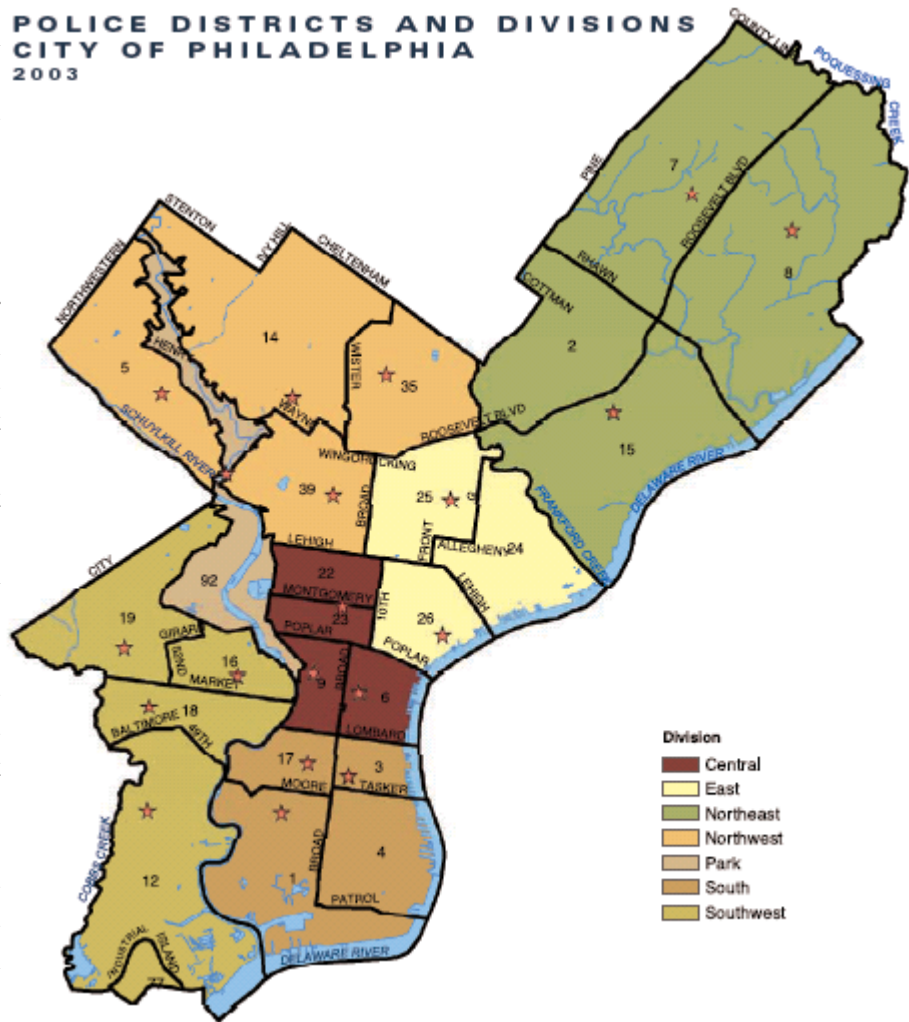 POLICE DISTRICTS AND DIVISIONS
CITY OF PHILADELPHIA
2003
COUNTY LINE
POQUESSING
CREEK
PINE
7
ROOSEVELT BLVD
8
STENTON
IVY HILL
CHELTENHAM
NORTHWESTERN
RHAWN
COTTMAN
2
14
HENRY
WISTER
5
35
WAYNE
ROOSEVELT BLVD
SCHUYLKILL RIVER
15
WINGOHOCKING
DELAWARE RIVER
39
BROAD
25
G
FRANKFORD CREEK
LEHIGH
FRONT
ALLEGHENY
24
CITY
92
22
MONTGOMERY
10TH
LEHIGH
23
POPLAR
26
19
GIRARD
POPLAR
52ND
16
MARKET
9
BROAD
6
18
BALTIMORE
49TH
LOMBARD
17
3
MOORE
TASKER
COBBS CREEK
BROAD
4
12
1
PATROL
INDUSTRIAL
ISLAND
77
DELAWARE RIVER
Division
Central
East
Northeast
Northwest
Park
South
Southwest